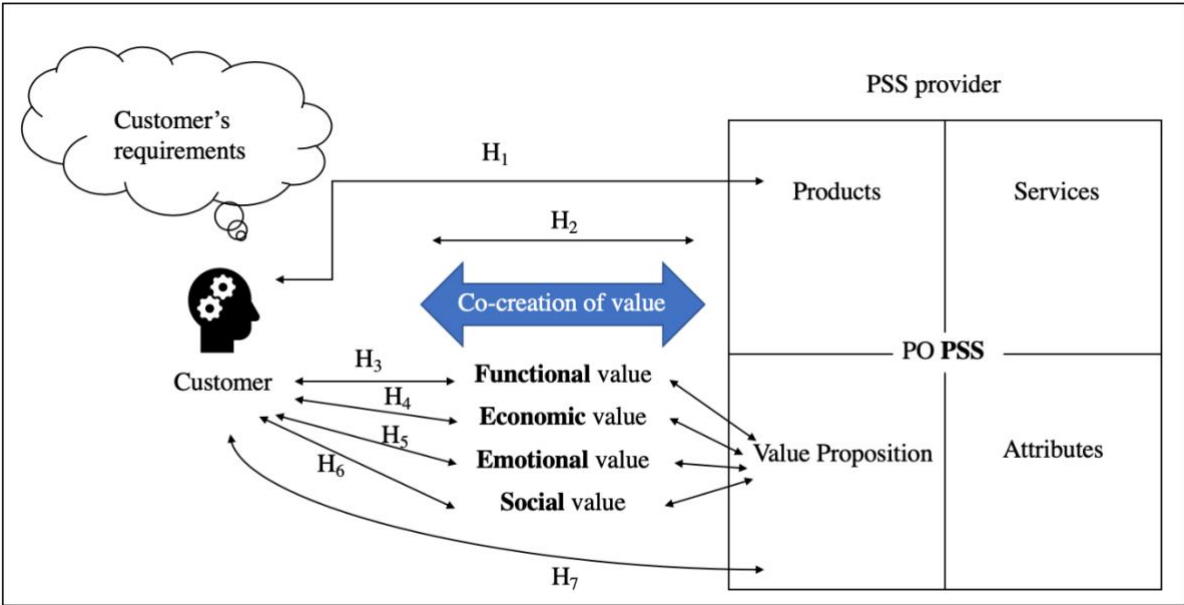 PSS provider
Customer’s
requirements
H₁
Products
Services
H₂
Co-creation of value
PO PSS
H₃
Functional value
Customer
H₄
Economic value
H₅
Emotional value
Value Proposition
Attributes
H₆
Social value
H₇